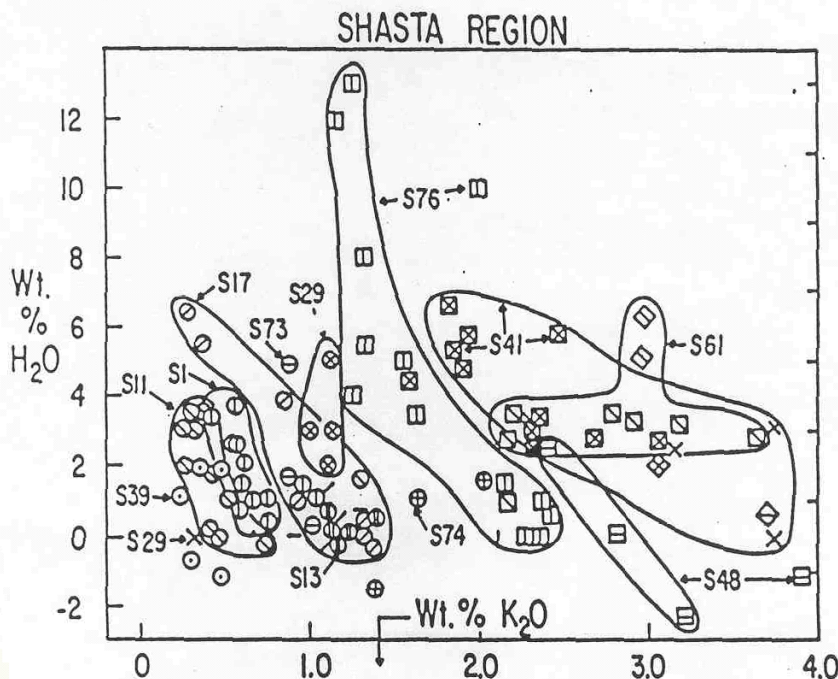 SHASTA REGION
12
10
8
6
4
2
0
-2
Wt.
%
H₂O
S17
S73
S29
S76
S41
S61
S11
S1
S39
S29
S13
S74
S48
Wt.% K₂O
0
1.0
2.0
3.0
4.0